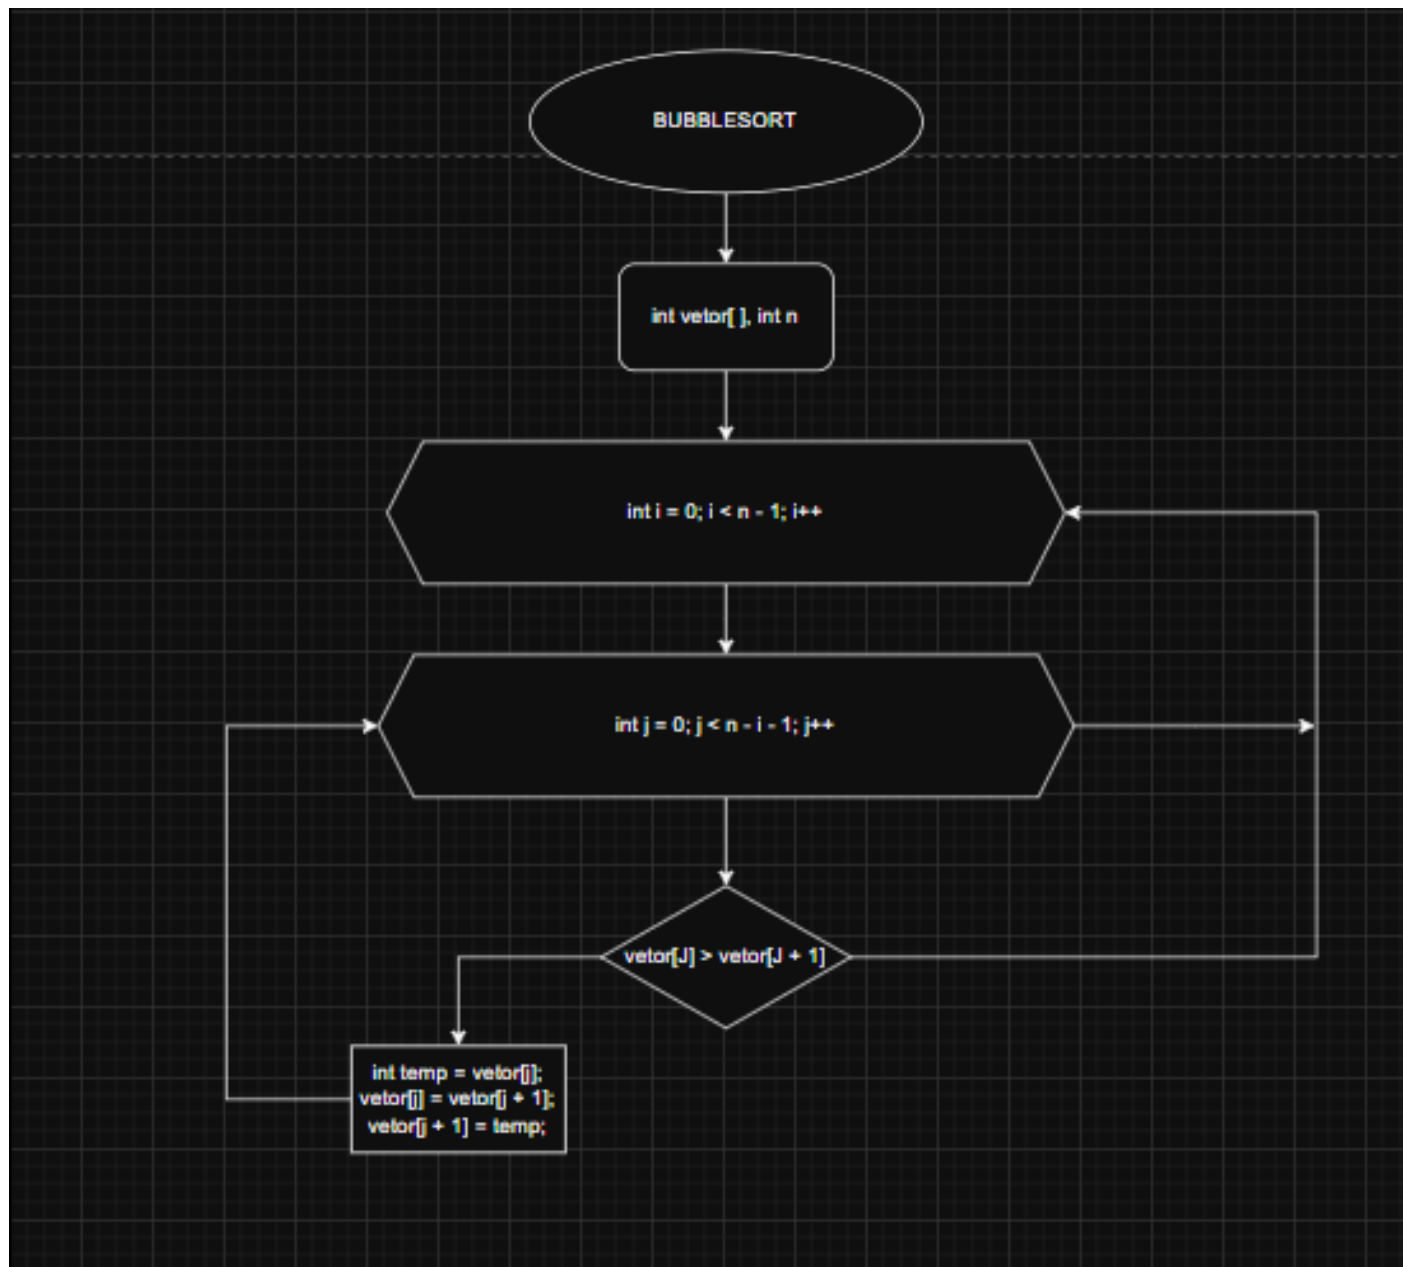 BUBBLESORT
int vetor[ ], int n
int i = 0; i < n - 1; i++
int j = 0; j < n - i - 1; j++
vetor[J] > vetor[J + 1]
int temp = vetor[j];
vetor[j] = vetor[j + 1];
vetor[j + 1] = temp;